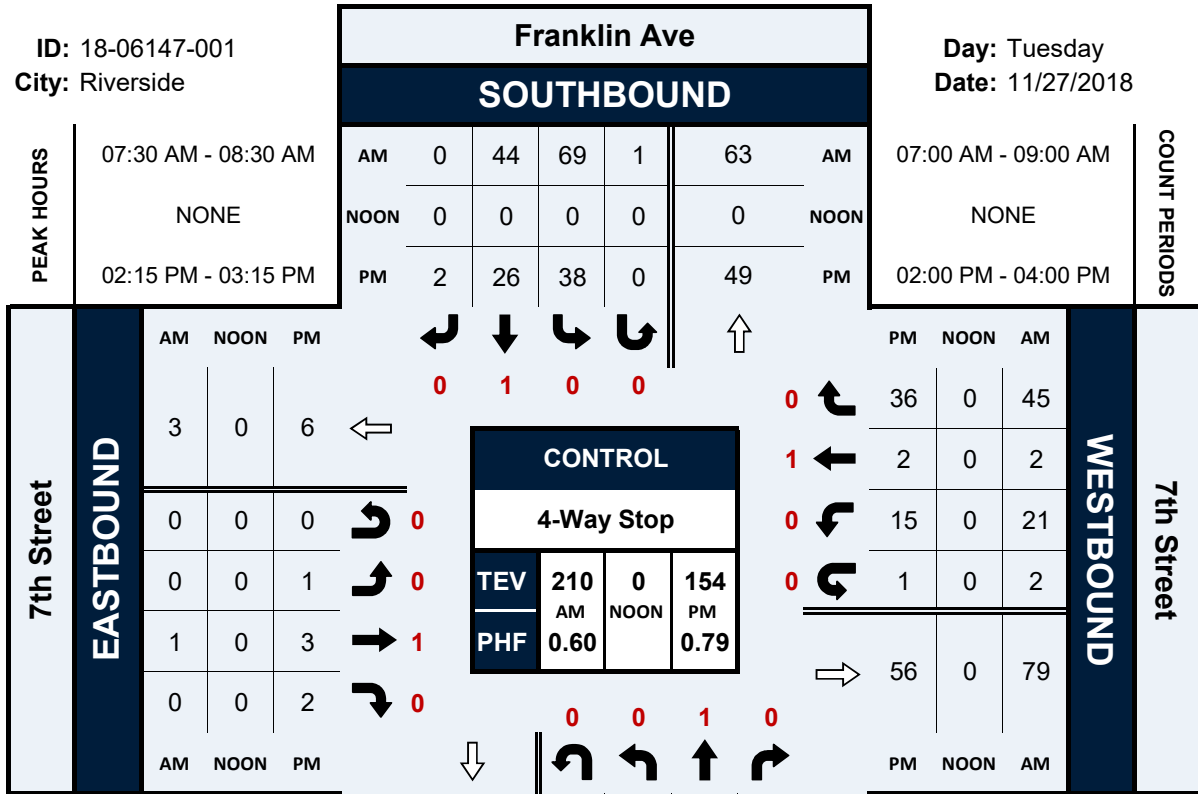 Franklin Ave
ID: 18-06147-001
City: Riverside
Day: Tuesday
Date: 11/27/2018
SOUTHBOUND
PEAK HOURS
07:30 AM - 08:30 AM
NONE
02:15 PM - 03:15 PM
AM 0 44 69 1 63 AM
NOON 0 0 0 0 0 NOON
PM 2 26 38 0 49 PM
07:00 AM - 09:00 AM
NONE
02:00 PM - 04:00 PM
COUNT PERIODS
0 1 0 0
7th Street
EASTBOUND
AM NOON PM
3 0 6
0 0 0 0
0 0 1 0
1 0 3 1
0 0 2 0
AM NOON PM
CONTROL
4-Way Stop
TEV 210 0 154
AM NOON PM
PHF 0.60 0.79
0 0 1 0
PM NOON AM
0 36 0 45
1 2 0 2
0 15 0 21
0 1 0 2
56 0 79
PM NOON AM
WESTBOUND
7th Street